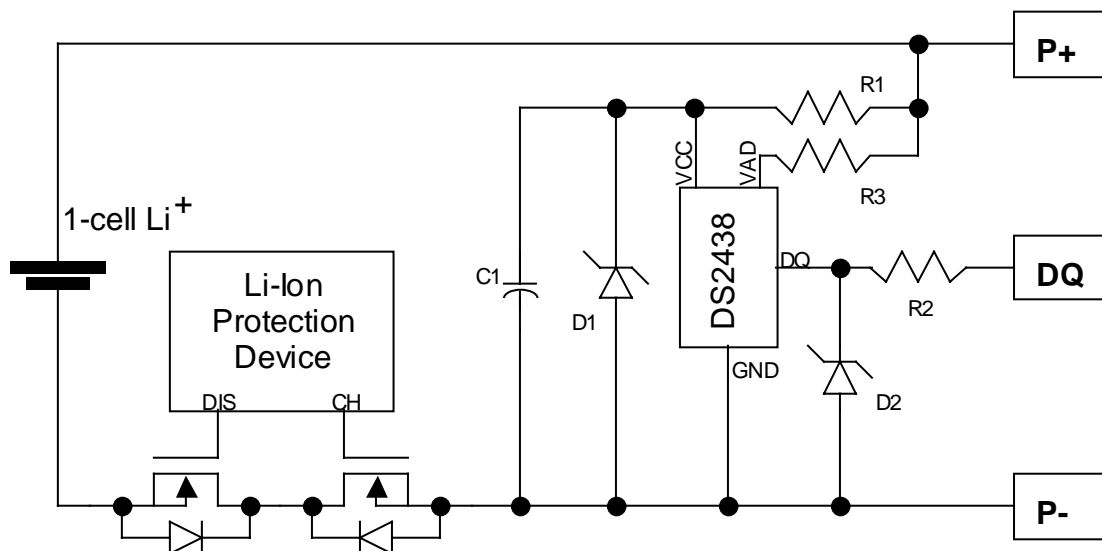 P+
R1
VCC
VAD
R3
1-cell Li+
DS2438
DQ
DQ
C1
Li-Ion
Protection
Device
D1
R2
GND
DIS
CH
D2
P-